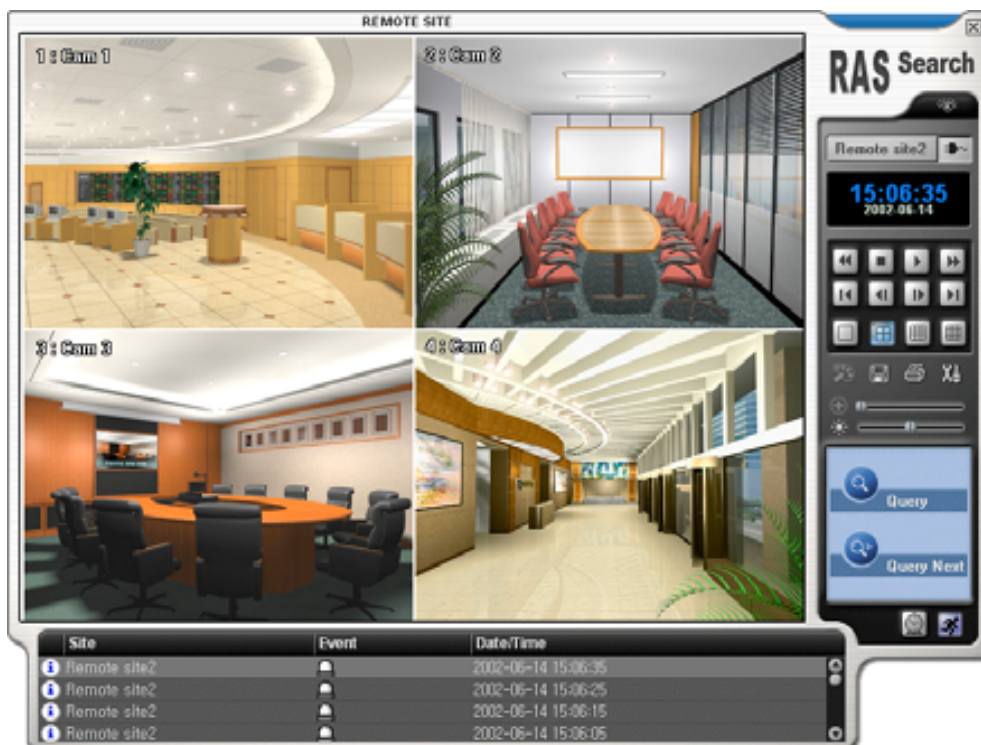 REMOTE SITE
1 : Cam 1
2 : Cam 2
3 : Cam 3
4 : Cam 4
RAS Search
Remote site2
15:06:35
2002-06-14
Query
Query Next
Site Event Date/Time
Remote site2 2002-06-14 15:06:35
Remote site2 2002-06-14 15:06:25
Remote site2 2002-06-14 15:06:15
Remote site2 2002-06-14 15:06:05